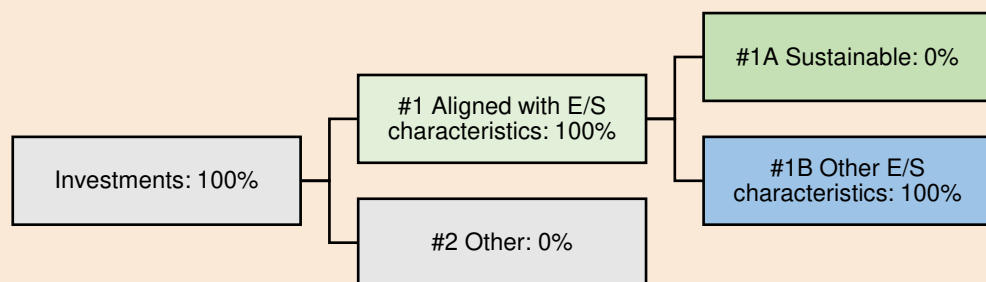 #1A Sustainable: 0%
#1 Aligned with E/S
characteristics: 100%
Investments: 100%
#1B Other E/S
characteristics: 100%
#2 Other: 0%